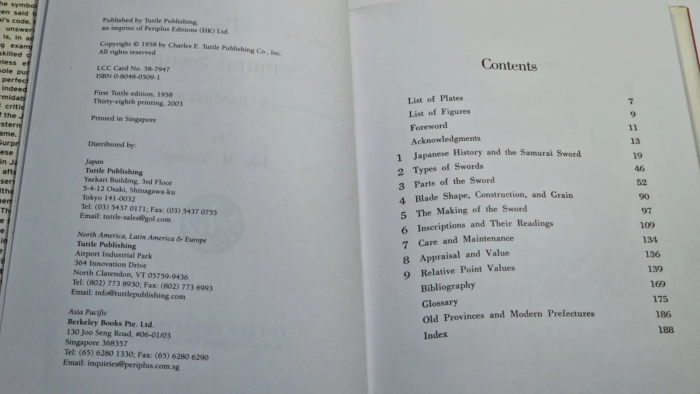 Published by Tuttle Publishing,
an imprint of Periplus Editions (HK) Ltd.
Copyright © 1958 by Charles E. Tuttle Publishing Co., Inc.
All rights reserved
LCC Card No. 58-7947
ISBN 0-8048-0509-1
First Tuttle edition, 1958
Thirty-eighth printing, 2003
Printed in Singapore
Distributed by:
Japan
Tuttle Publishing
Yaekari Building, 3rd Floor
5-4-12 Osaki, Shinagawa-ku
Tokyo 141-0032
Tel: (03) 5437 0171; Fax: (03) 5437 0755
Email: tuttle-sales@gol.com
North America, Latin America & Europe
Tuttle Publishing
Airport Industrial Park
364 Innovation Drive
North Clarendon, VT 05759-9436
Tel: (802) 773 8930; Fax: (802) 773 6993
Email: info@tuttlepublishing.com
Asia Pacific
Berkeley Books Pte. Ltd.
130 Joo Seng Road, #06-01/03
Singapore 368357
Tel: (65) 6280 1330; Fax: (65) 6280 6290
Email: inquiries@periplus.com.sg
Contents
List of Plates 7
List of Figures 9
Foreword 11
Acknowledgments 13
1 Japanese History and the Samurai Sword 19
2 Types of Swords 46
3 Parts of the Sword 52
4 Blade Shape, Construction, and Grain 90
5 The Making of the Sword 97
6 Inscriptions and Their Readings 109
7 Care and Maintenance 134
8 Appraisal and Value 136
9 Relative Point Values 139
Bibliography 169
Glossary 175
Old Provinces and Modern Prefectures 186
Index 188